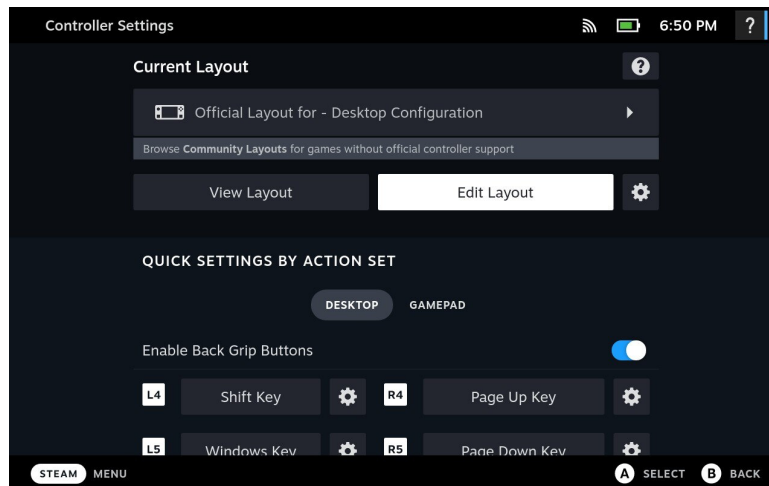 Controller Settings
6:50 PM
?
Current Layout
?
Official Layout for - Desktop Configuration
Browse Community Layouts for games without official controller support
View Layout
Edit Layout
QUICK SETTINGS BY ACTION SET
DESKTOP
GAMEPAD
Enable Back Grip Buttons
L4 Shift Key R4 Page Up Key
L5 Windows Key R5 Page Down Key
STEAM MENU A SELECT B BACK